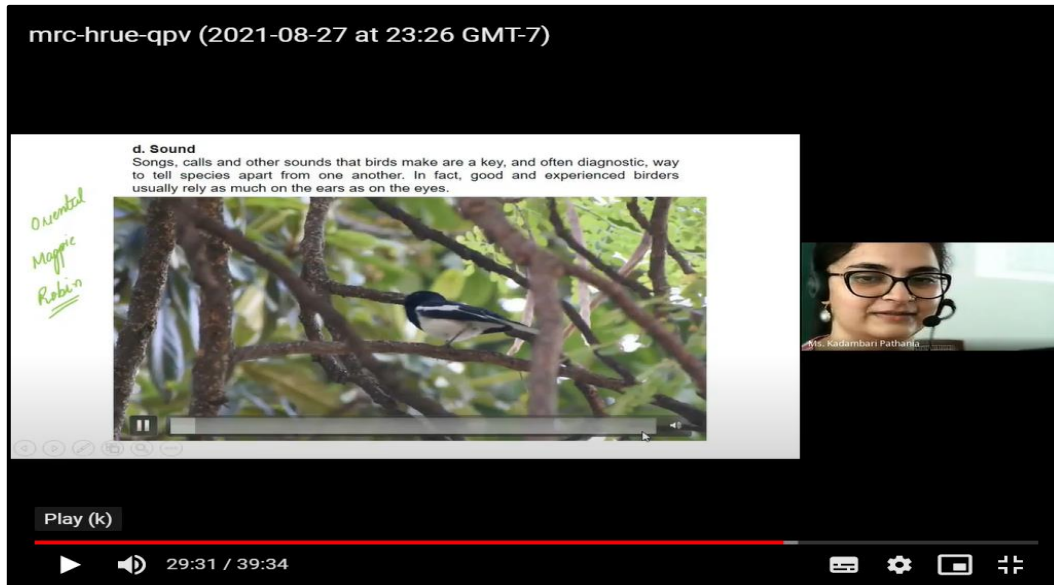 mrc-hrue-qpv (2021-08-27 at 23:26 GMT-7)
d. Sound
Songs, calls and other sounds that birds make are a key, and often diagnostic, way
to tell species apart from one another. In fact, good and experienced birders
usually rely as much on the ears as on the eyes.
Oriental
Magpie
Robin
Ms. Kadambari Pathania
Play (k)
29:31 / 39:34